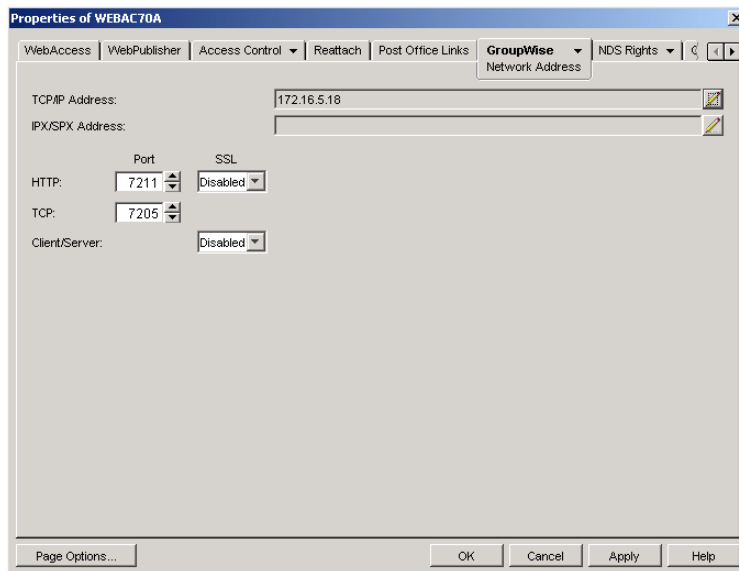 Properties of WEBAC70A
WebAccess WebPublisher Access Control Reattach Post Office Links GroupWise NDS Rights
Network Address
TCP/IP Address: 172.16.5.18
IPX/SPX Address:
Port SSL
HTTP: 7211 Disabled
TCP: 7205
Client/Server: Disabled
Page Options... OK Cancel Apply Help